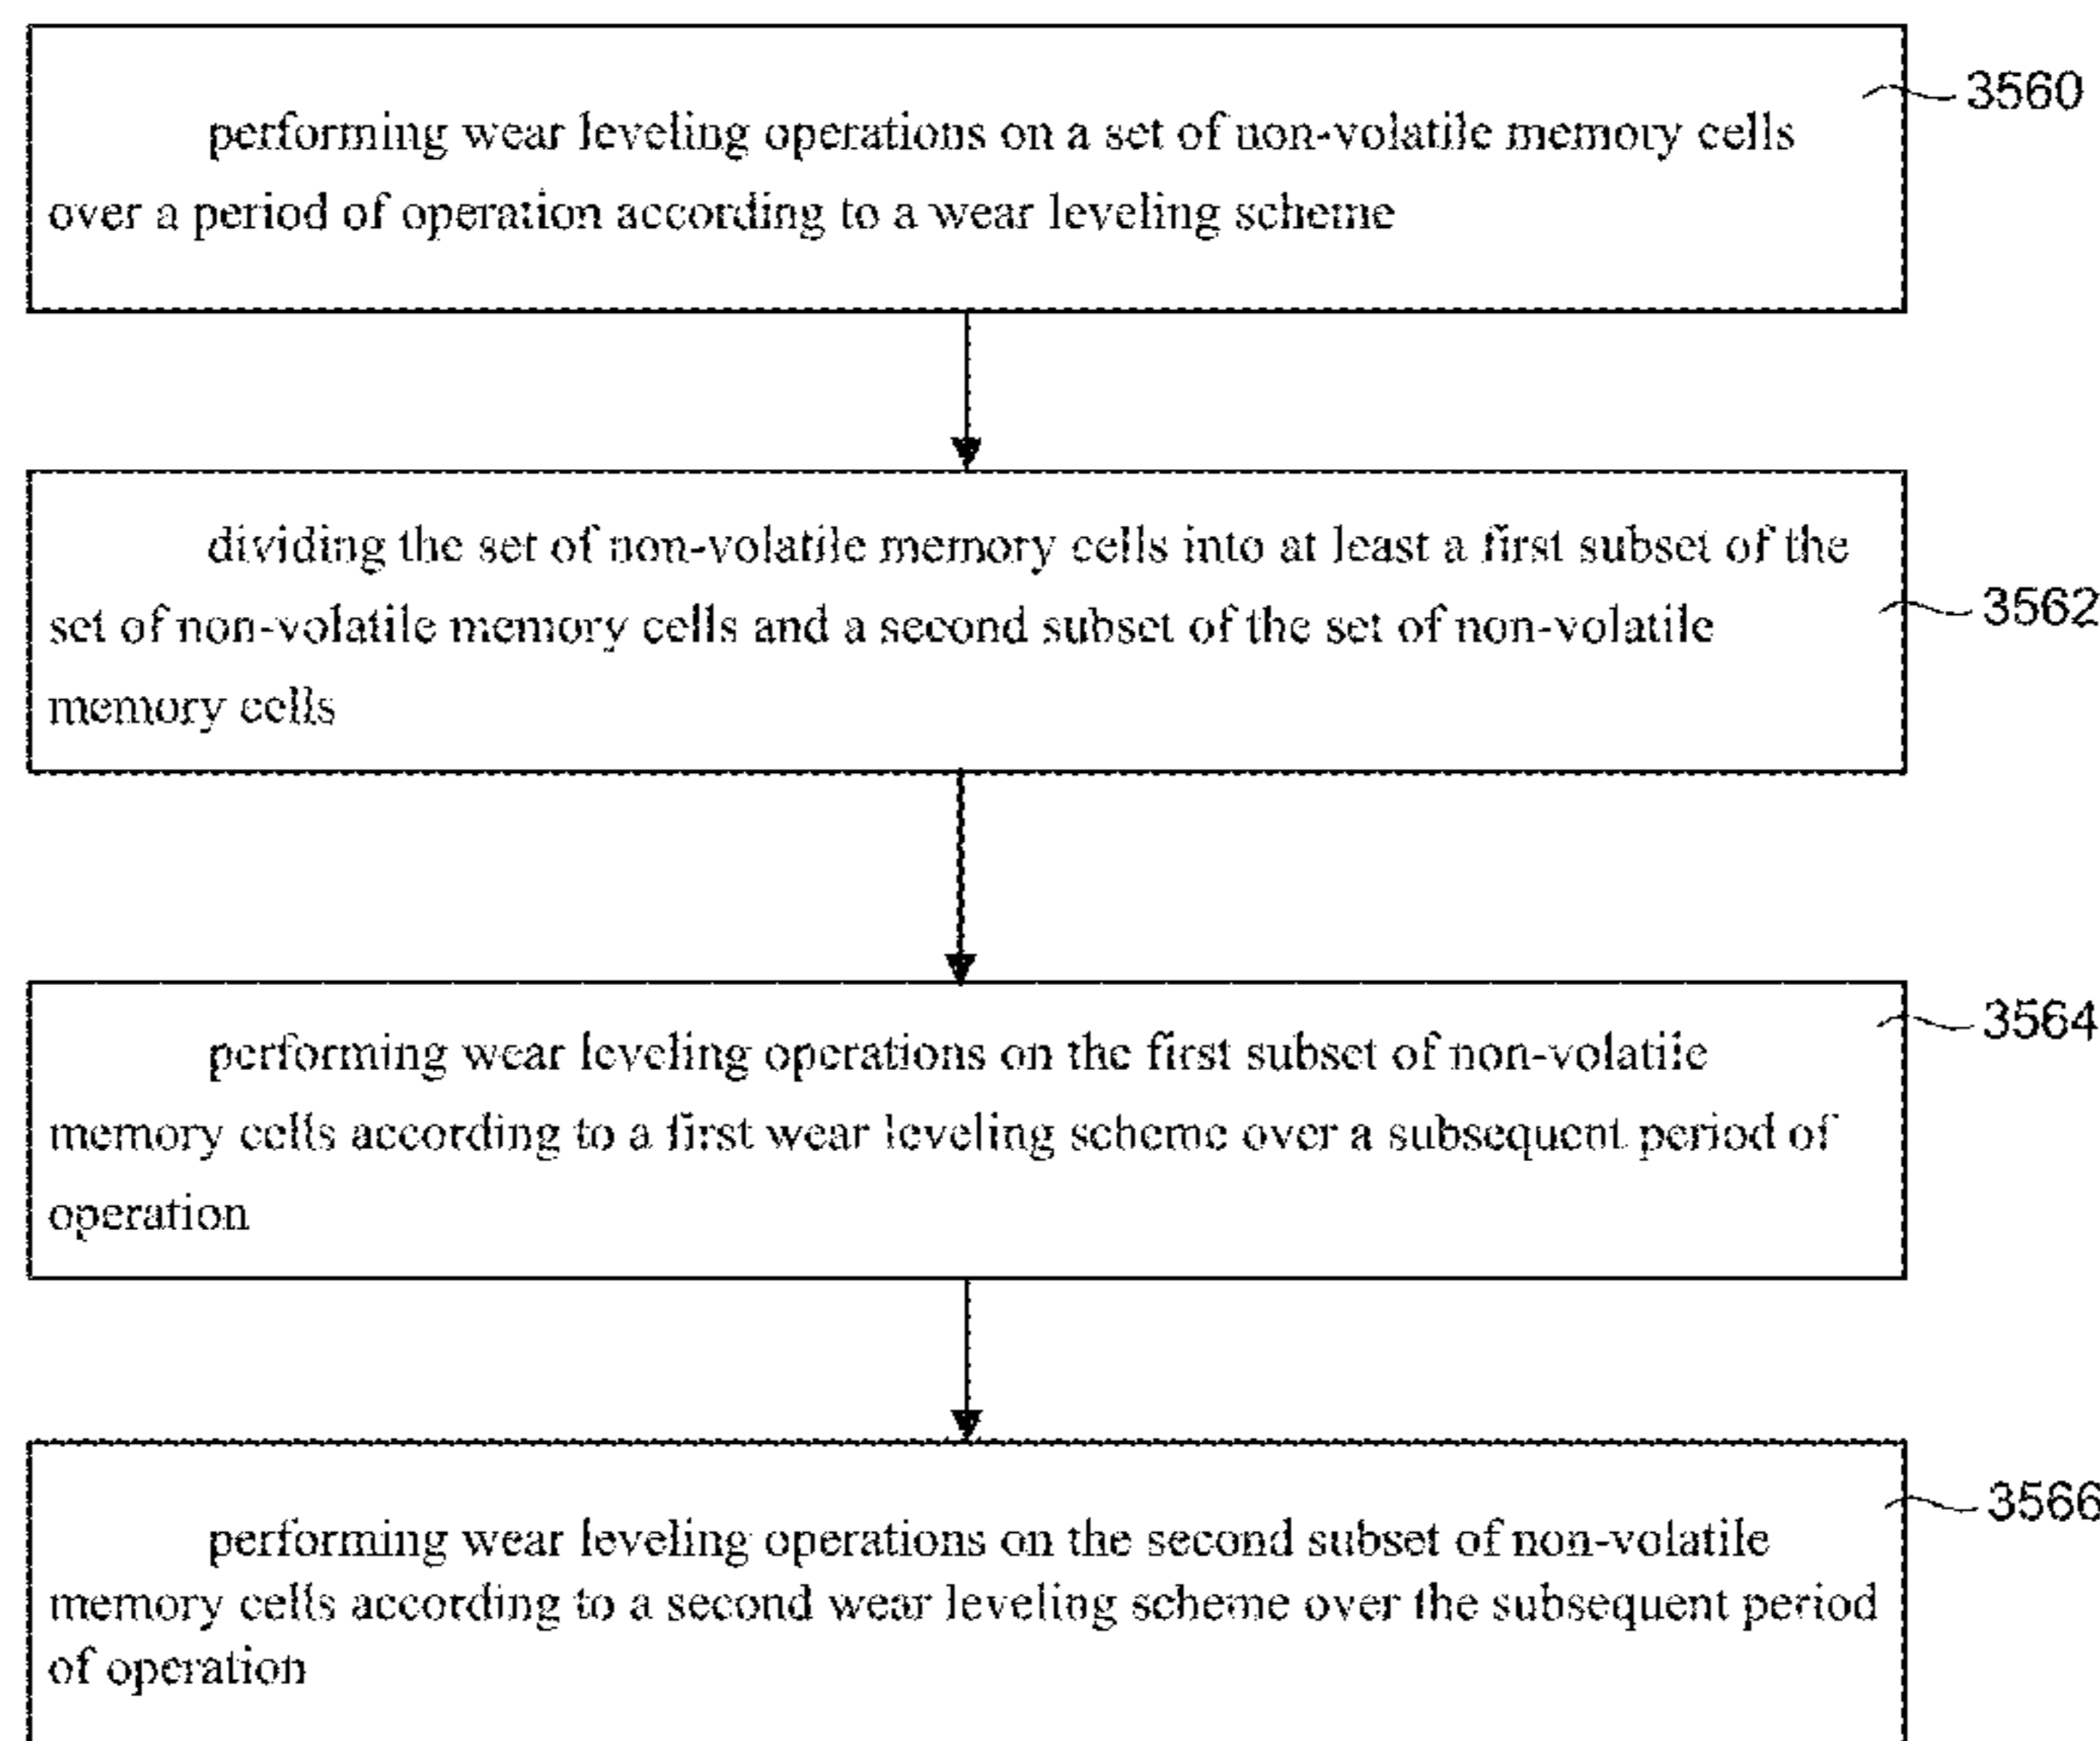 performing wear leveling operations on a set of non-volatile memory cells
3560
over a period of operation according to a wear leveling scheme
dividing the set of non-volatile memory cells into at least a first subset of the
3562
set of non-volatile memory cells and a second subset of the set of non-volatile
memory cells
3564
performing wear leveling operations on the first subset of non-volatile
memory cells according to a first wear leveling scheme over a subsequent period of
operation
3566
performing wear leveling operations on the second subset of non-volatile
memory cells according to a second wear leveling scheme over the subsequent period
of operation